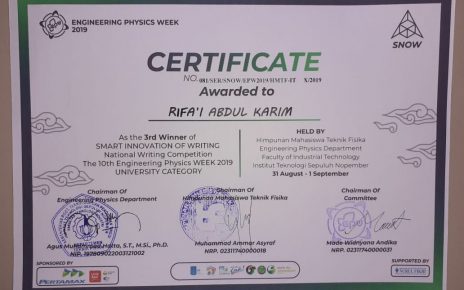 ENGINEERING PHYSICS WEEK
2019
SNOW
CERTIFICATE
NO. 081/SER/SNOW/EPW2019/HMTF-IT X/2019
Awarded to
RIFA'I ABDUL KARIM
As the 3rd Winner of
SMART INNOVATION OF WRITING
National Writing Competition
The 10th Engineering Physics WEEK 2019
UNIVERSITY CATEGORY
HELD BY
Himpunan Mahasiswa Teknik Fisika
Engineering Physics Department
Faculty of Industrial Technology
Institut Teknologi Sepuluh Nopember
31 August - 1 September
Chairman Of
Engineering Physics Department
Agus Hatta, S.T., M.Si., Ph.D.
NIP. 197809022003121002
Chairman Of
Himpunan Mahasiswa Teknik Fisika
Muhammad Ammar Asyraf
NRP. 02311740000018
Chairman Of
Committee
Made Widnyana Andika
NRP. 02311740000031
SPONSORED BY
PERTAMAX
SUPPORTED BY